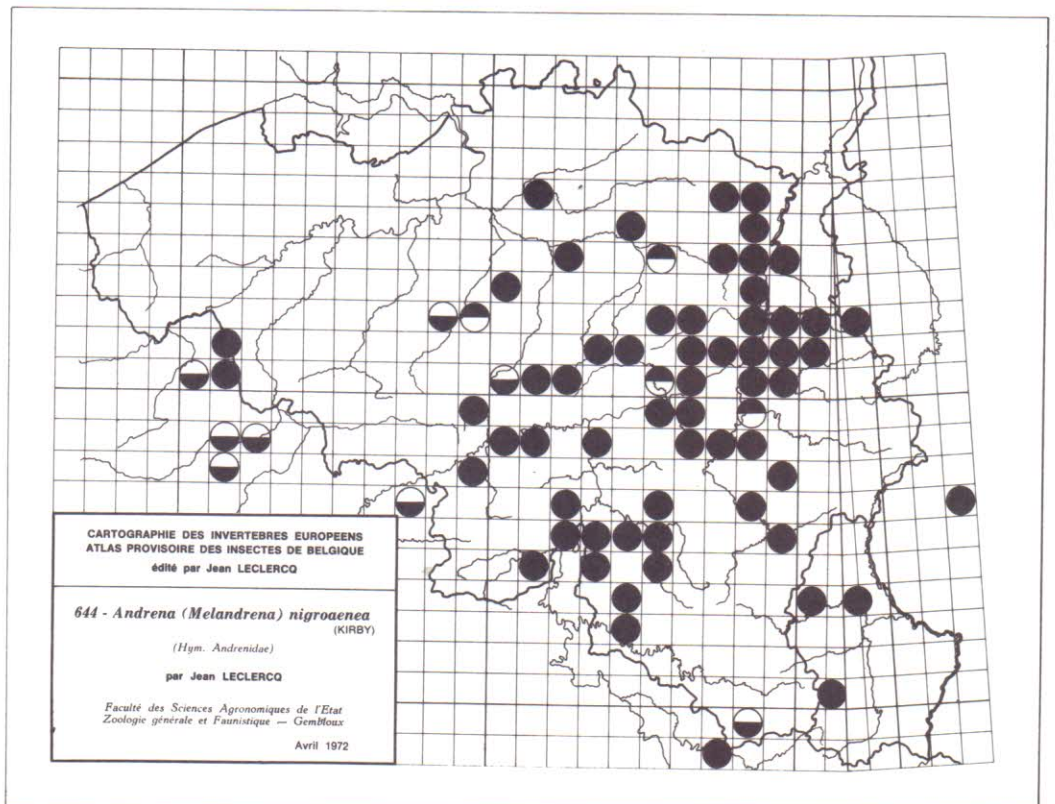 CARTOGRAPHIE DES INVERTEBRES EUROPEENS
ATLAS PROVISOIRE DES INSECTES DE BELGIQUE
édité par Jean LECLERCQ
644 - Andrena (Melandrena) nigroaenea
(KIRBY)
(Hym. Andrenidae)
par Jean LECLERCQ
Faculté des Sciences Agronomiques de l'Etat
Zoologie générale et Faunistique — Gembloux
Avril 1972